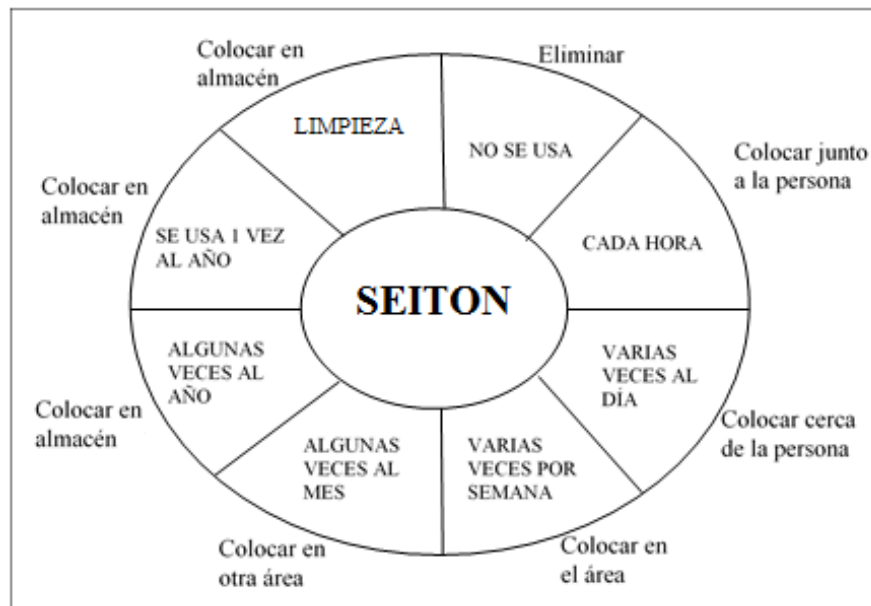 Colocar en
almacén
Eliminar
LIMPIEZA
NO SE USA
Colocar junto
a la persona
Colocar en
almacén
SE USA 1 VEZ
AL AÑO
CADA HORA
SEITON
ALGUNAS
VECES AL
AÑO
VARIAS
VECES AL
DÍA
Colocar en
almacén
Colocar cerca
de la persona
ALGUNAS
VECES AL
MES
VARIAS
VECES POR
SEMANA
Colocar en
otra área
Colocar en
el área